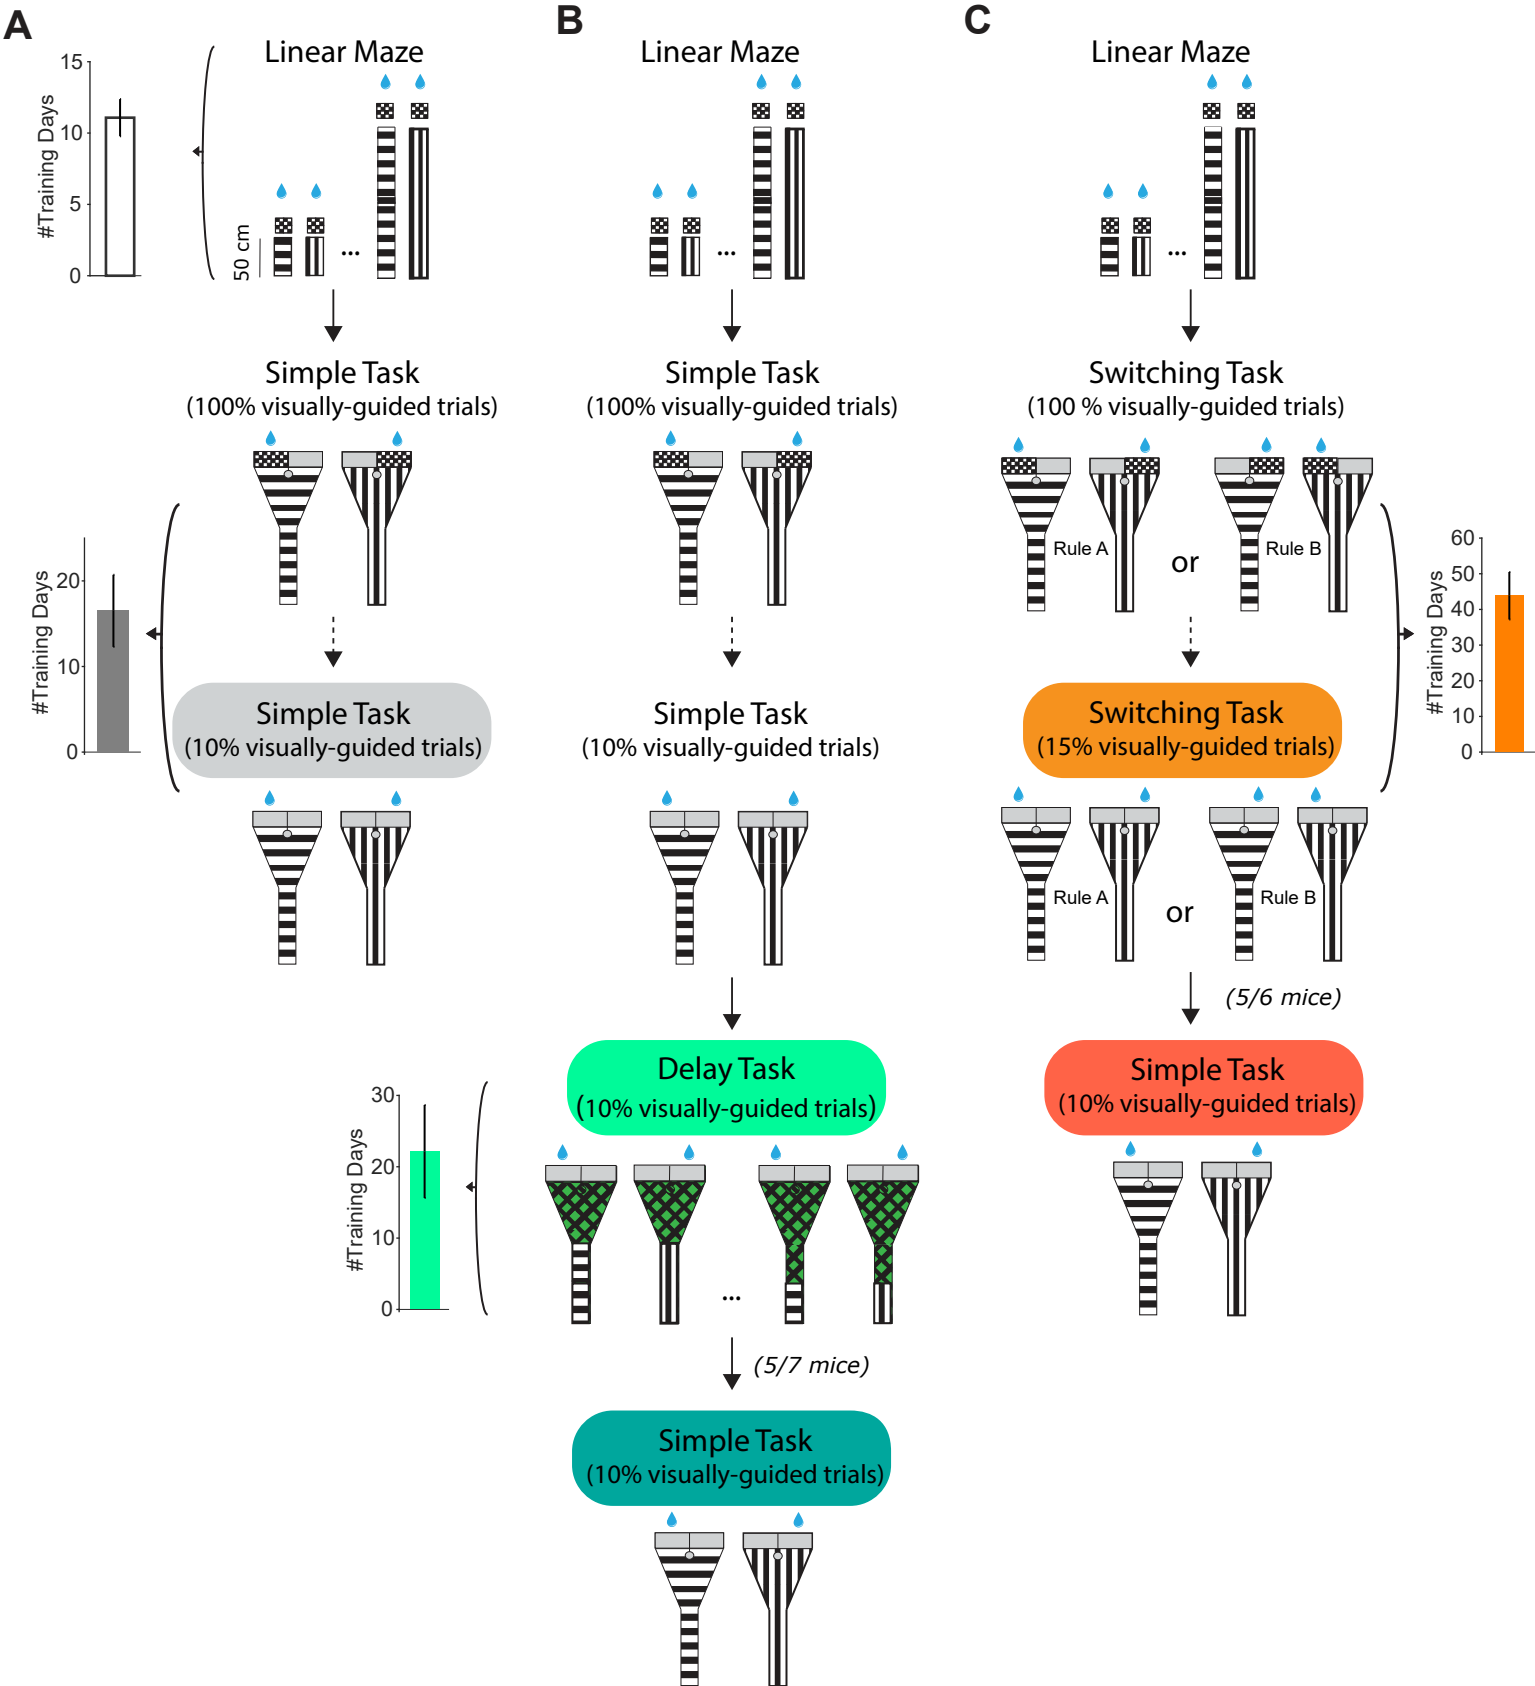 A
Linear Maze
15
10
5
0
#Training Days
50 cm
...
Simple Task
(100% visually-guided trials)
20
10
0
#Training Days
Simple Task
(10% visually-guided trials)
B
Linear Maze
...
Simple Task
(100% visually-guided trials)
Simple Task
(10% visually-guided trials)
Delay Task
(10% visually-guided trials)
30
20
10
0
#Training Days
...
(5/7 mice)
Simple Task
(10% visually-guided trials)
C
Linear Maze
...
Switching Task
(100 % visually-guided trials)
Rule A
or
Rule B
60
50
40
30
20
10
0
#Training Days
Switching Task
(15% visually-guided trials)
Rule A
or
Rule B
(5/6 mice)
Simple Task
(10% visually-guided trials)